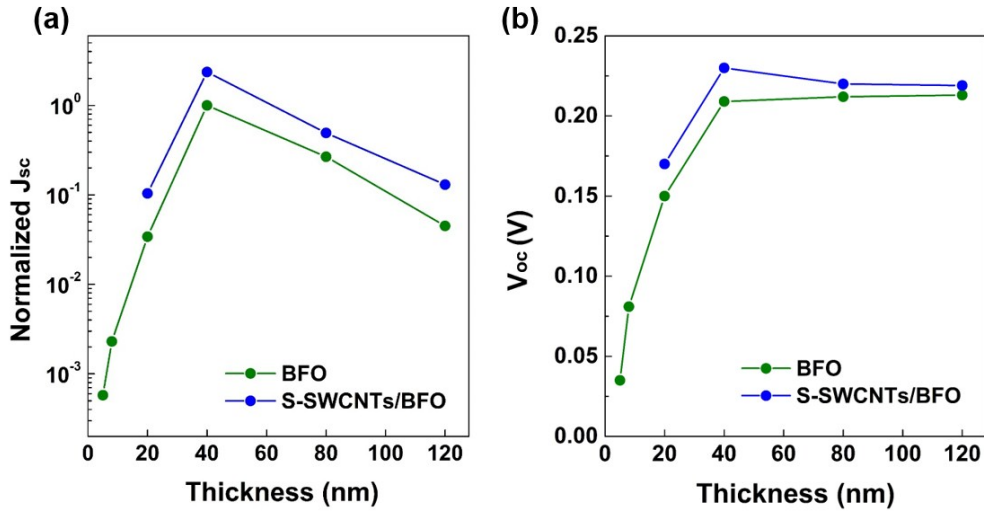 (a)
Normalized Jsc
10^0
10^-1
10^-2
10^-3
BFO
S-SWCNTs/BFO
0 20 40 60 80 100 120
Thickness (nm)
(b)
Voc (V)
0.25
0.20
0.15
0.10
0.05
0.00
BFO
S-SWCNTs/BFO
0 20 40 60 80 100 120
Thickness (nm)